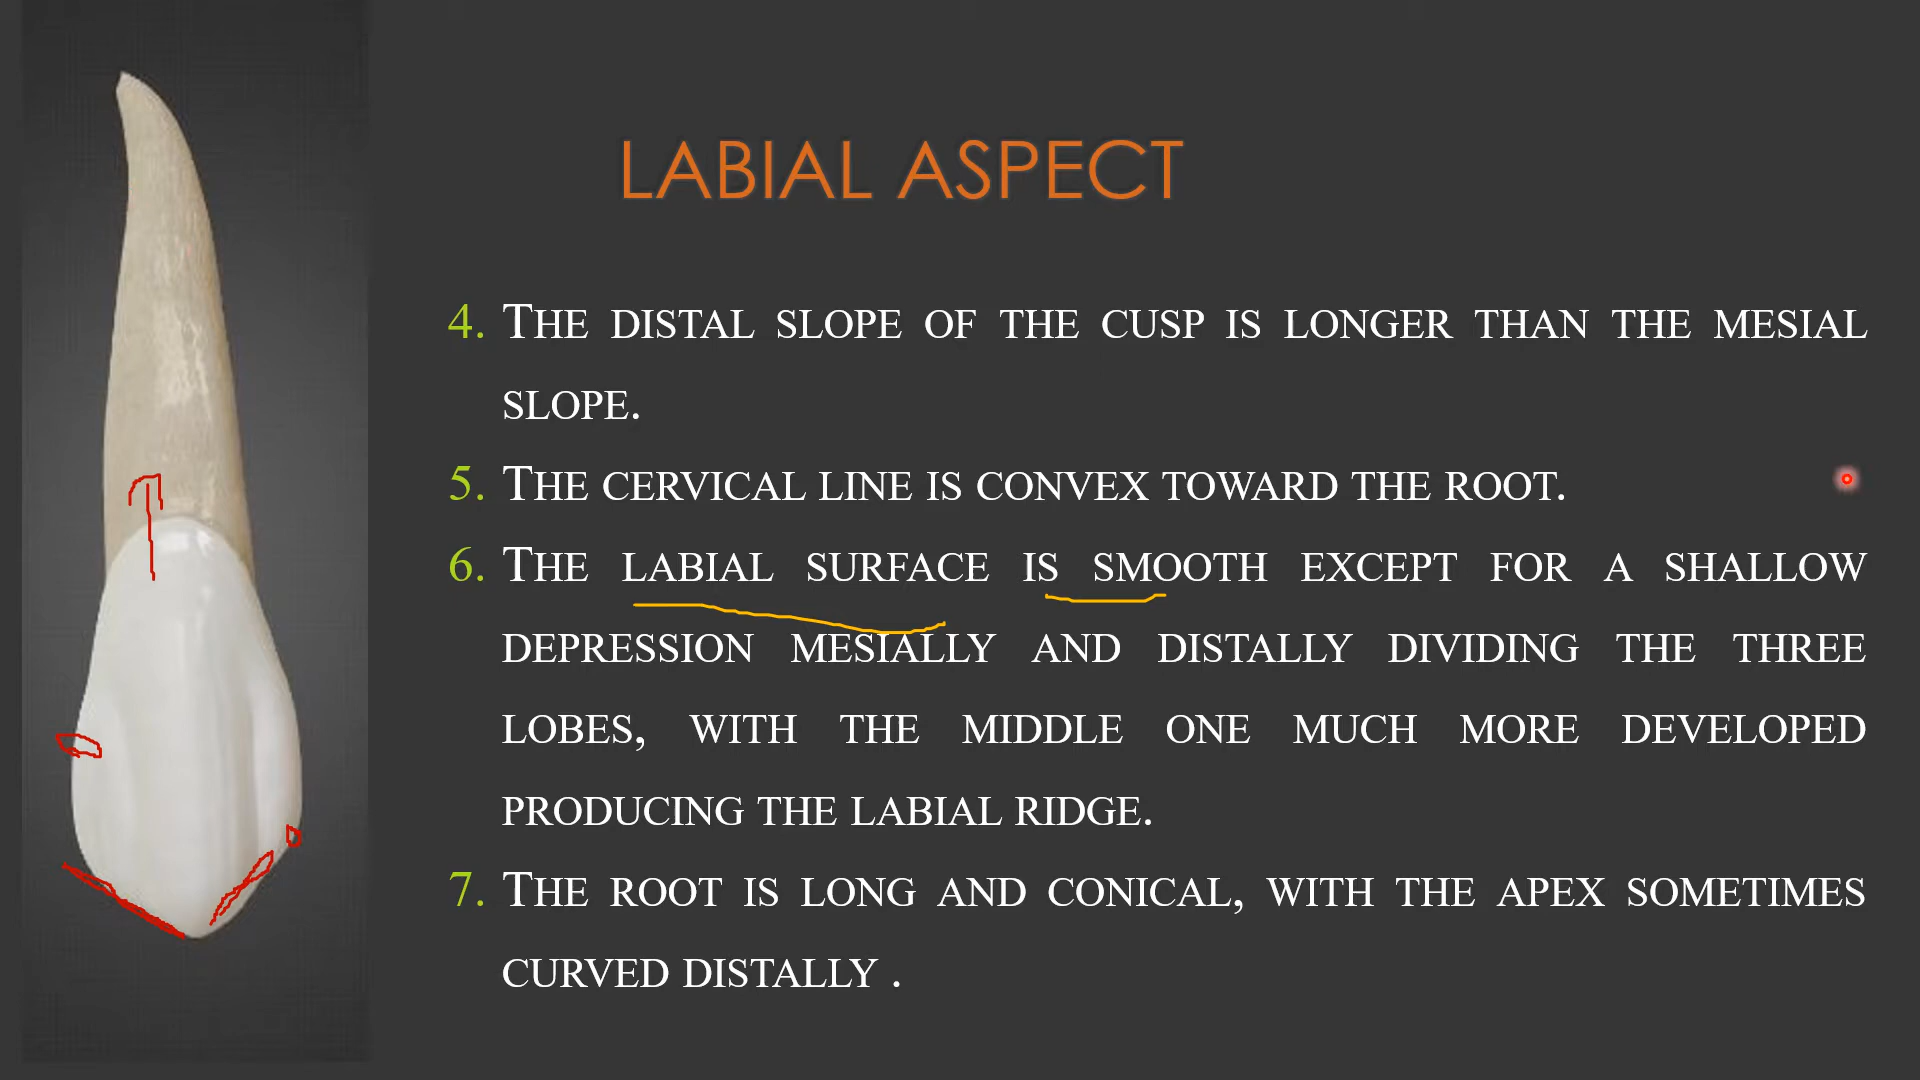 LABIAL ASPECT
4. THE DISTAL SLOPE OF THE CUSP IS LONGER THAN THE MESIAL
SLOPE.
5. THE CERVICAL LINE IS CONVEX TOWARD THE ROOT.
6. THE LABIAL SURFACE IS SMOOTH EXCEPT FOR A SHALLOW
DEPRESSION MESIALLY AND DISTALLY DIVIDING THE THREE
LOBES, WITH THE MIDDLE ONE MUCH MORE DEVELOPED
PRODUCING THE LABIAL RIDGE.
7. THE ROOT IS LONG AND CONICAL, WITH THE APEX SOMETIMES
CURVED DISTALLY .